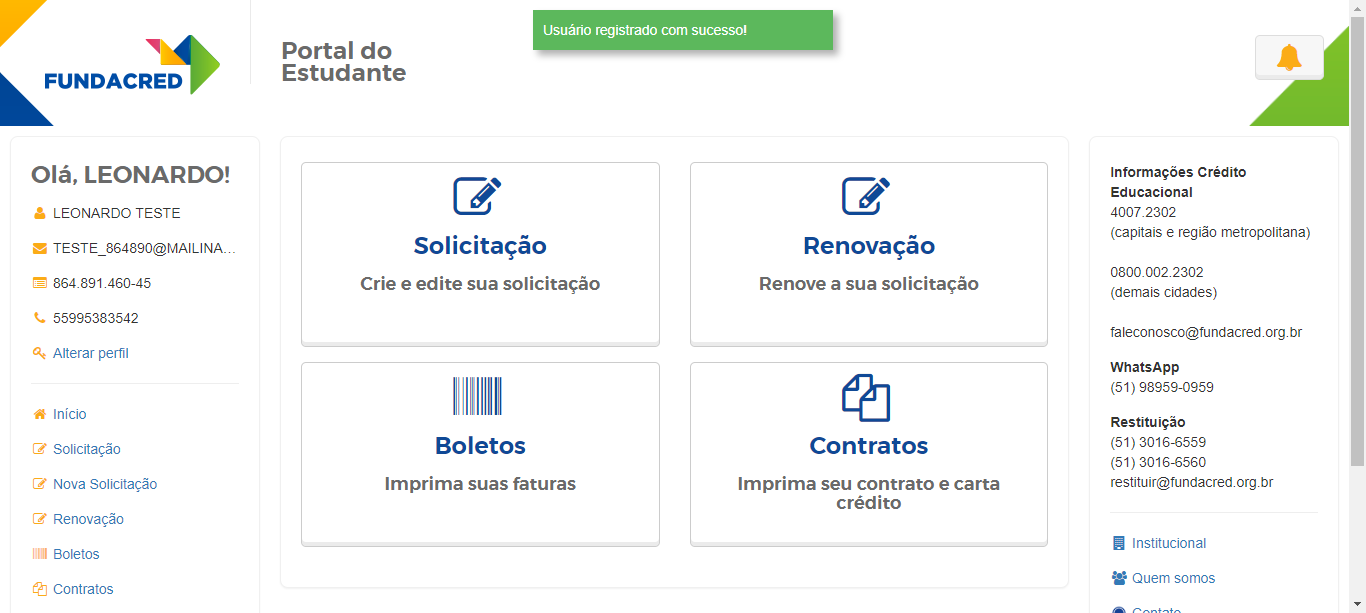 FUNDACRED
Portal do
Estudante
Usuário registrado com sucesso!
Olá, LEONARDO!
LEONARDO TESTE
TESTE_864890@MAILINA...
864.891.460-45
55995383542
Alterar perfil
Início
Solicitação
Nova Solicitação
Renovação
Boletos
Contratos
Solicitação
Crie e edite sua solicitação
Renovação
Renove a sua solicitação
Boletos
Imprima suas faturas
Contratos
Imprima seu contrato e carta
crédito
Informações Crédito
Educacional
4007.2302
(capitais e região metropolitana)
0800.002.2302
(demais cidades)
faleconosco@fundacred.org.br
WhatsApp
(51) 98959-0959
Restituição
(51) 3016-6559
(51) 3016-6560
restituir@fundacred.org.br
Institucional
Quem somos
Contato